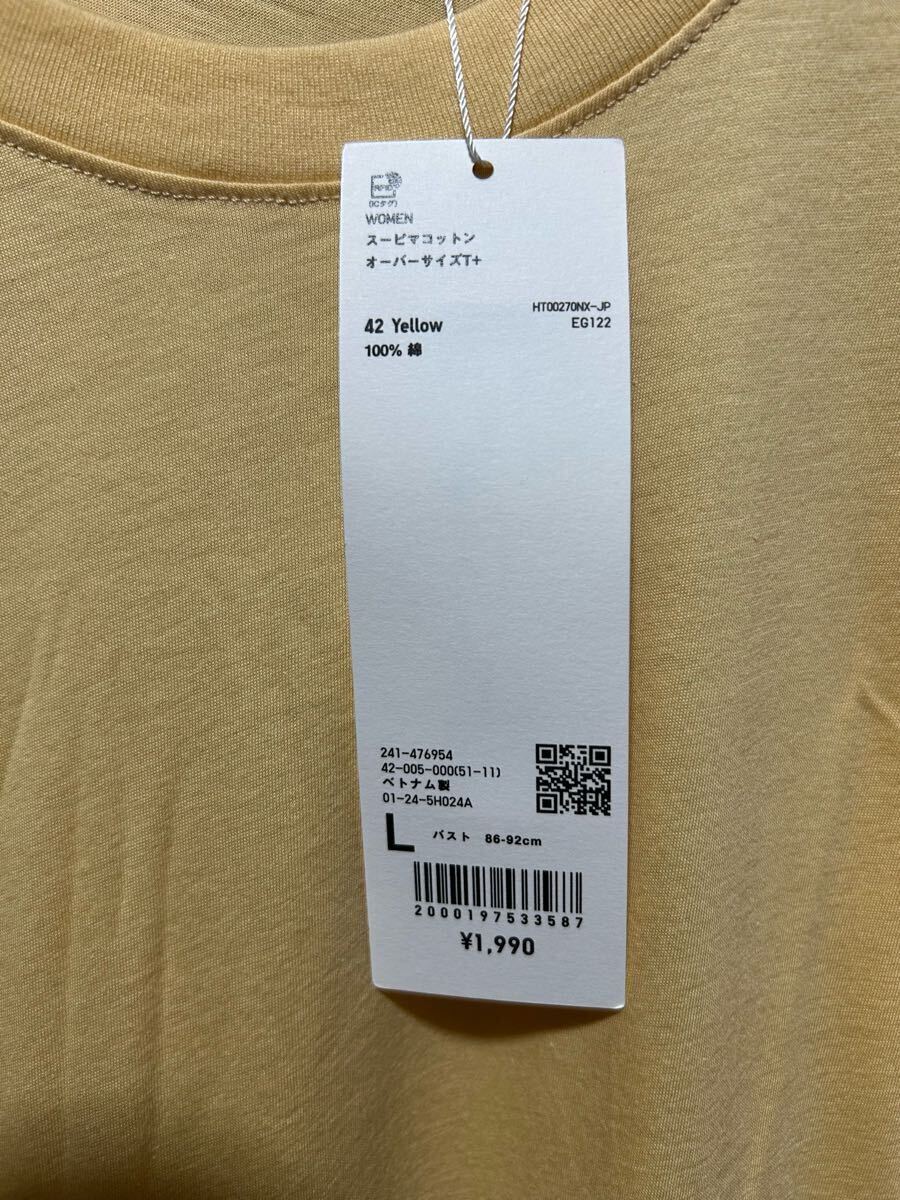 RFID
(ICタグ)
WOMEN
スーピマコットン
オーバーサイズT+
HT00270NX-JP
42 Yellow
EG122
100% 綿
241-476954
42-005-000(51-11)
ベトナム製
01-24-5H024A
L バスト 86-92cm
2000197533587
¥1,990